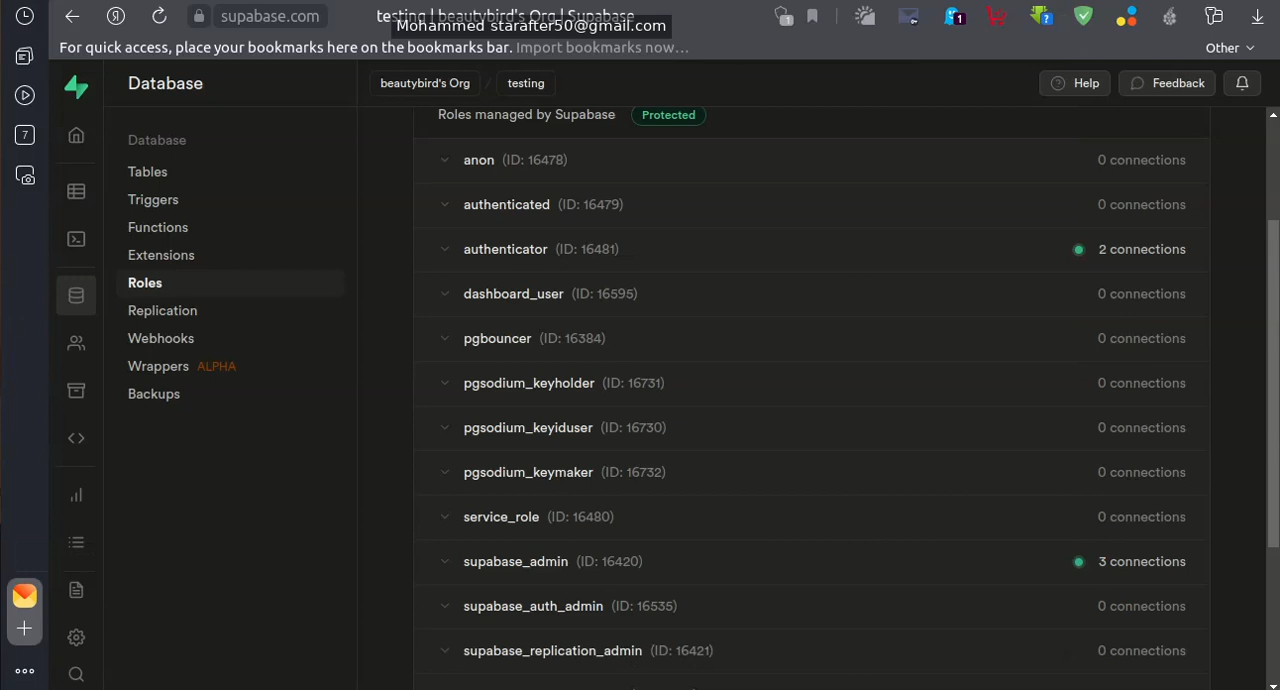 supabase.com
testing | beautybird's Org | Supabase
Mohammed starafter50@gmail.com
1
1
?
For quick access, place your bookmarks here on the bookmarks bar. Import bookmarks now…
Other
Database
beautybird's Org / testing
Help
Feedback
7
Database
Tables
Triggers
Functions
Extensions
Roles
Replication
Webhooks
Wrappers ALPHA
Backups
Roles managed by Supabase Protected
anon (ID: 16478) 0 connections
authenticated (ID: 16479) 0 connections
authenticator (ID: 16481) 2 connections
dashboard_user (ID: 16595) 0 connections
pgbouncer (ID: 16384) 0 connections
pgsodium_keyholder (ID: 16731) 0 connections
pgsodium_keyiduser (ID: 16730) 0 connections
pgsodium_keymaker (ID: 16732) 0 connections
service_role (ID: 16480) 0 connections
supabase_admin (ID: 16420) 3 connections
supabase_auth_admin (ID: 16535) 0 connections
supabase_replication_admin (ID: 16421) 0 connections